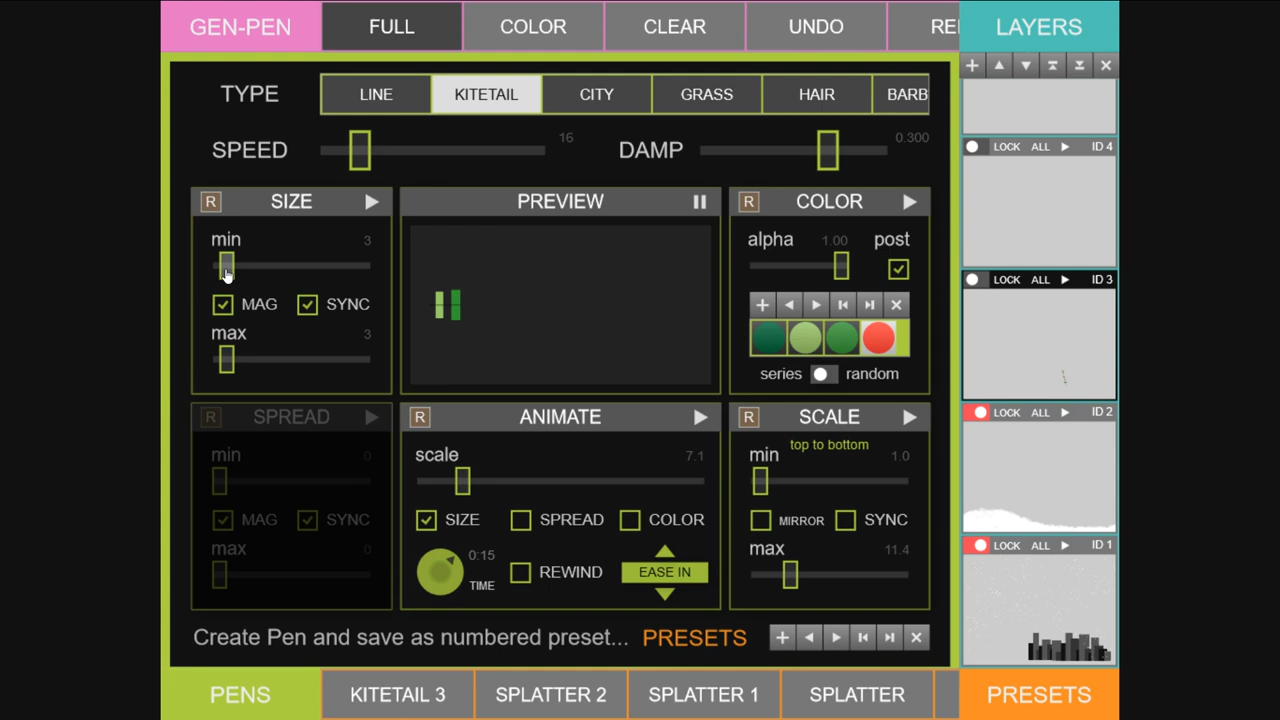 GEN-PEN FULL COLOR CLEAR UNDO LAYERS
TYPE LINE KITETAIL CITY GRASS HAIR BARB
SPEED 16 DAMP 0.300
LOCK ALL ID 4
R SIZE PREVIEW R COLOR
min 3 alpha 1.00 post
LOCK ALL ID 3
MAG SYNC
max 3
series random
R SPREAD R ANIMATE R SCALE
LOCK ALL ID 2
top to bottom
min 0 scale 7.1 min 1.0
MAG SYNC SIZE SPREAD COLOR MIRROR SYNC
LOCK ALL ID 1
max 0 0:15 max 11.4
TIME REWIND EASE IN
Create Pen and save as numbered preset... PRESETS
PENS KITETAIL 3 SPLATTER 2 SPLATTER 1 SPLATTER PRESETS